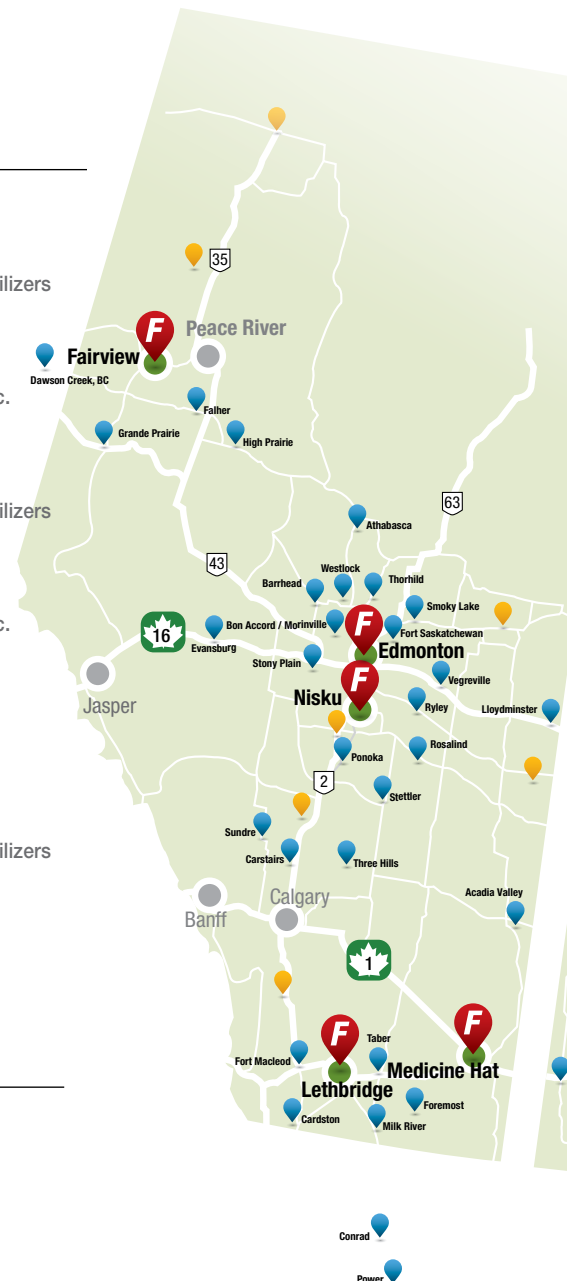 35
ilizers
F
Peace River
Fairview
Dawson Creek, BC
c.
Falher
Grande Prairie
High Prairie
63
ilizers
Athabasca
43
Westlock
Barrhead
Thorhild
Smoky Lake
16
c.
Bon Accord / Morinville
F
Fort Saskatchewan
Evansburg
Edmonton
Stony Plain
Vegreville
F
Nisku
Jasper
Ryley
Lloydminster
Rosalind
Ponoka
2
Stettler
Sundre
ilizers
Carstairs
Three Hills
Acadia Valley
Calgary
Banff
1
F
F
Taber
Fort Macleod
Medicine Hat
Lethbridge
Foremost
Cardston
Milk River
Conrad
Power